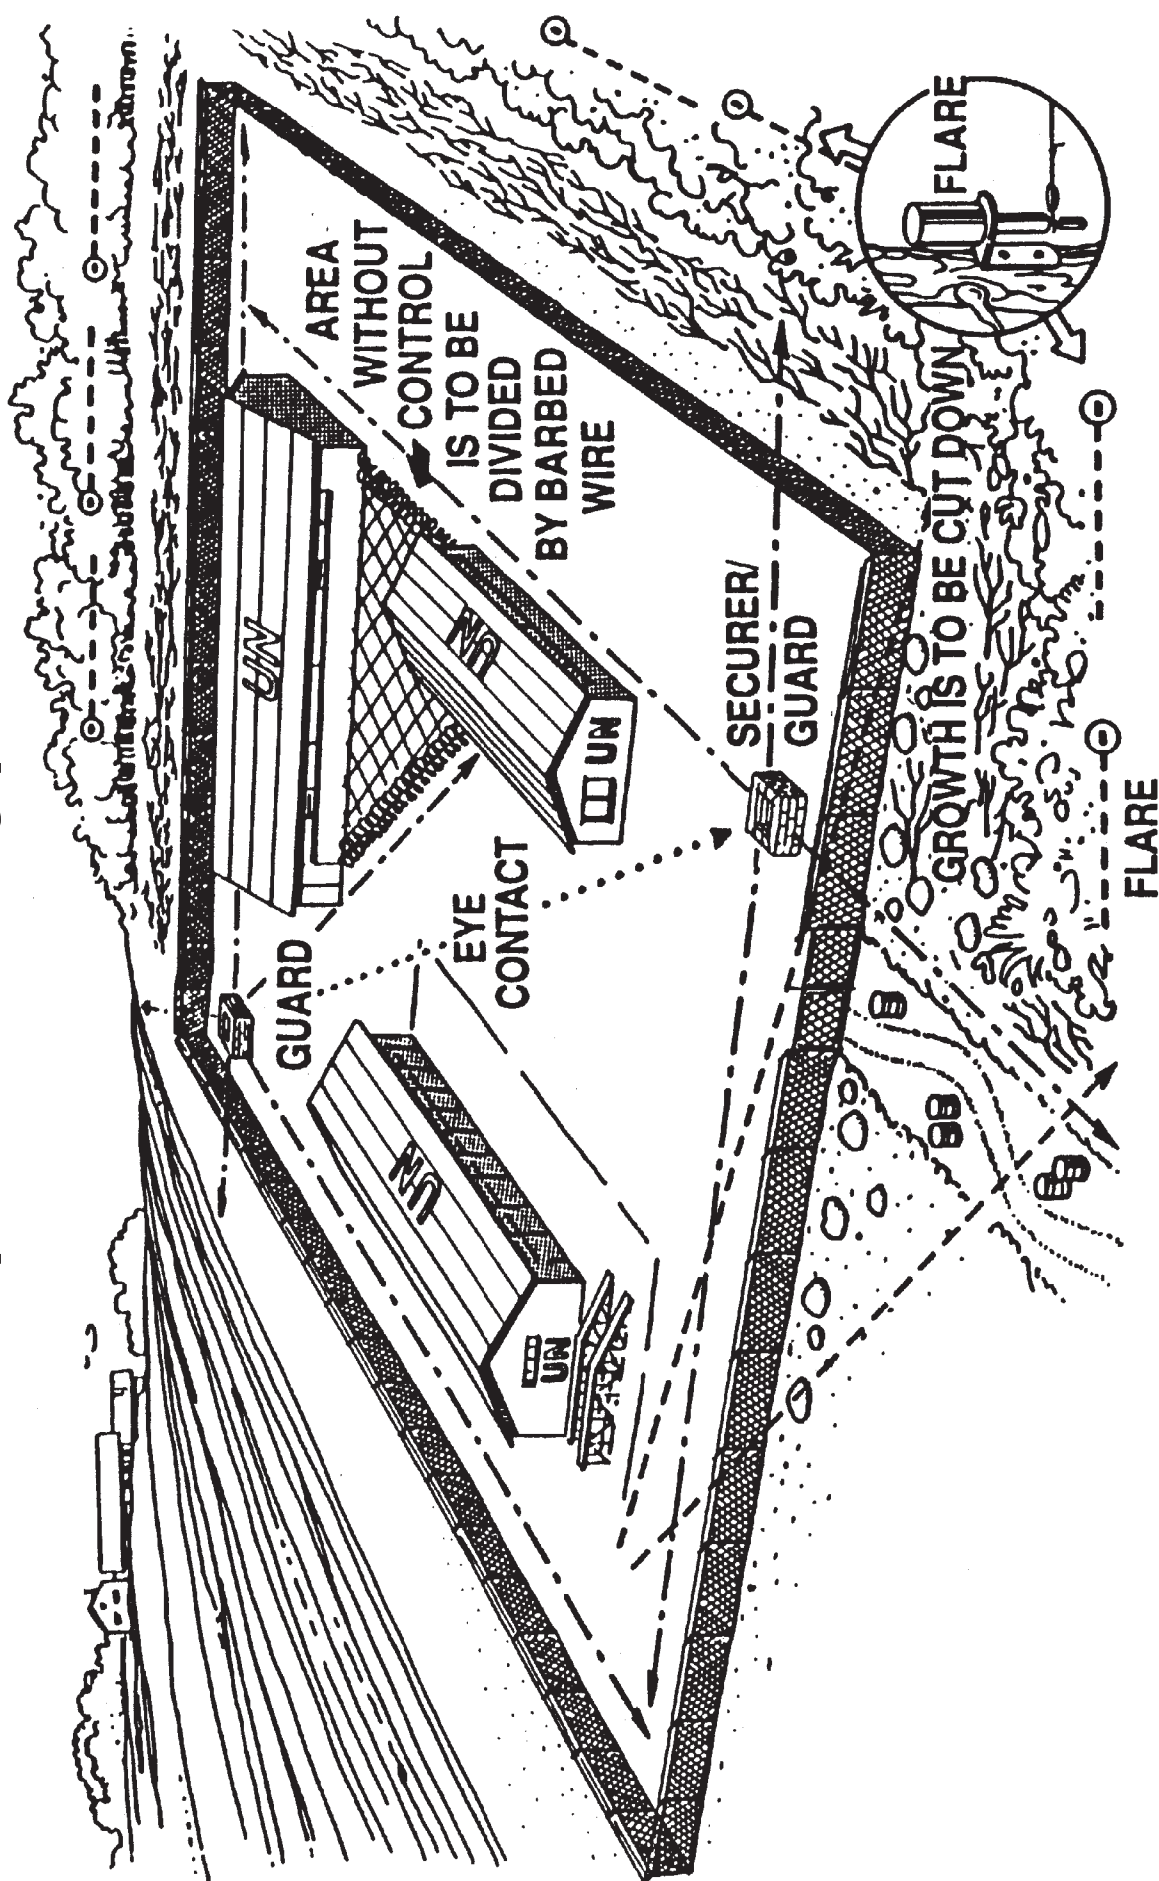 FLARE
AREA
WITHOUT
CONTROL
IS TO BE
DIVIDED
BY BARBED
WIRE
UN
UN
UN
SECURER/
GUARD
GROWTH IS TO BE CUT DOWN
EYE
CONTACT
GUARD
UN
UN
FLARE